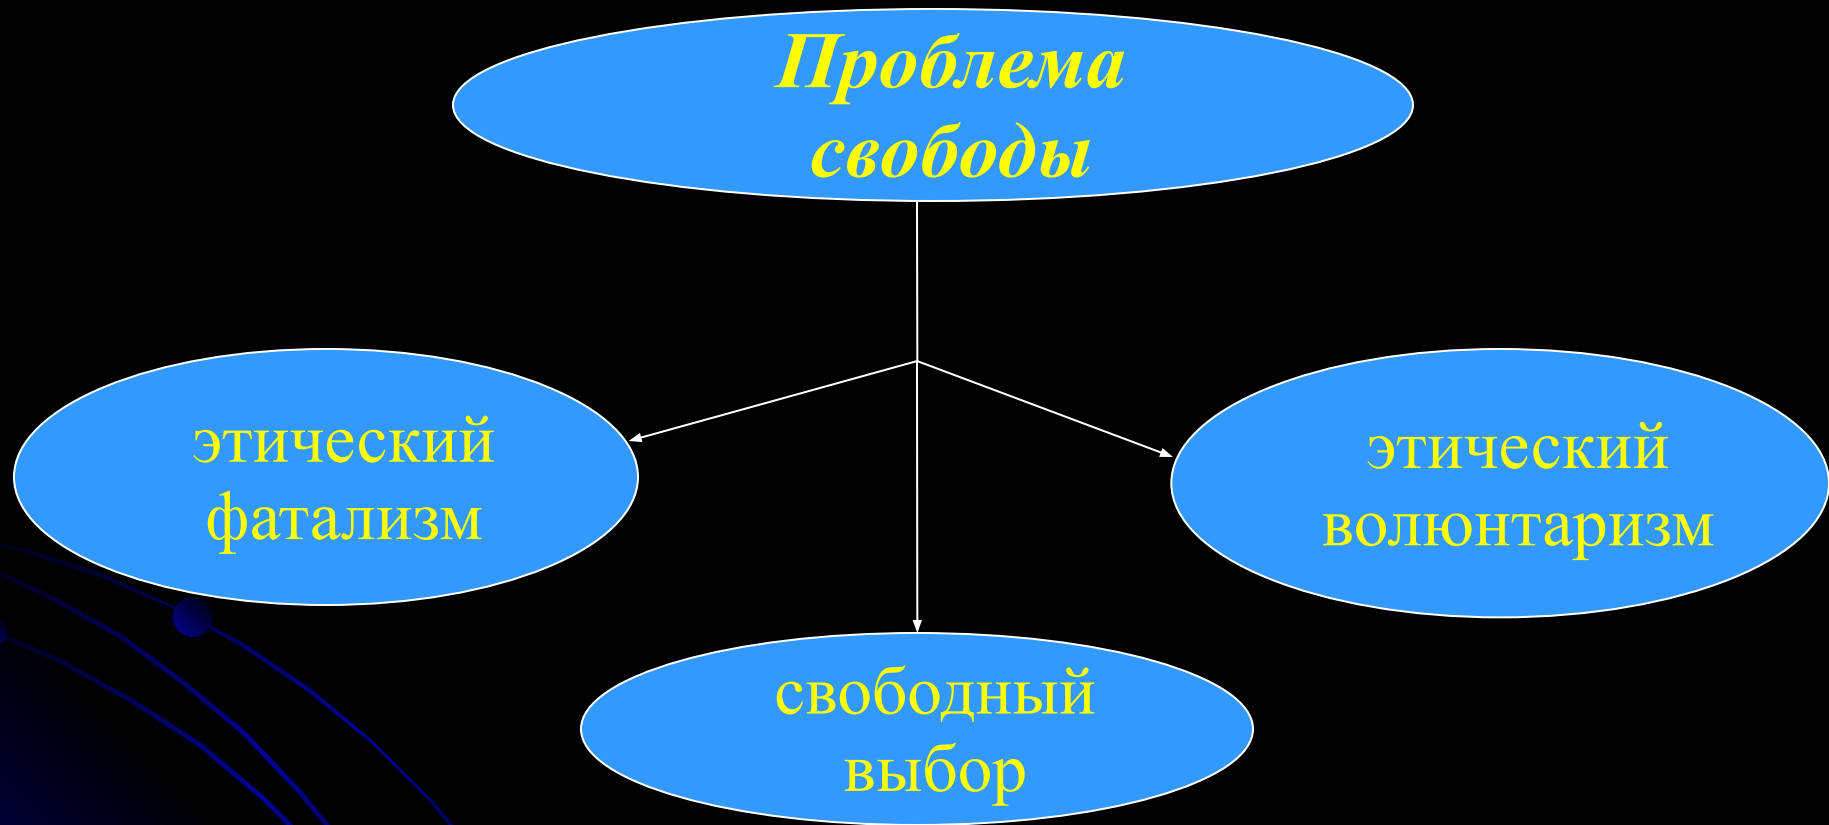 Проблема
свободы
этический
фатализм
этический
волюнтаризм
свободный
выбор